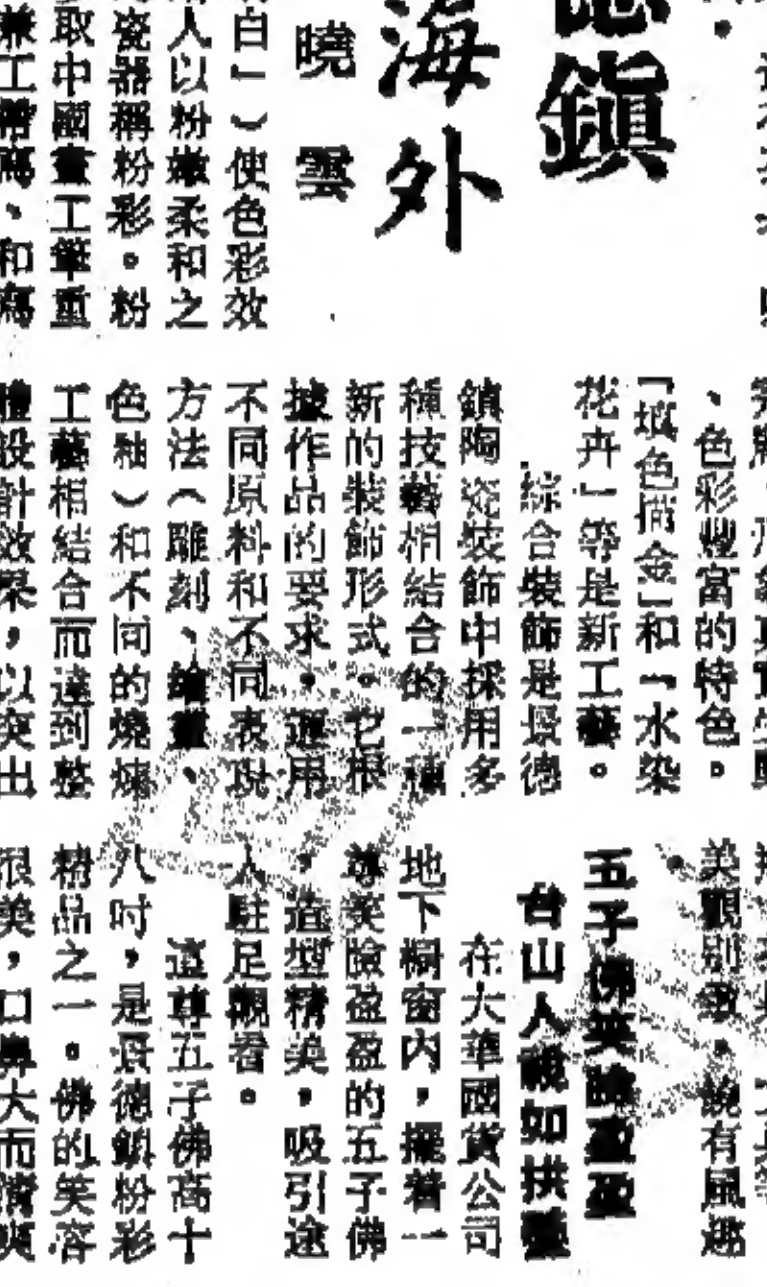 鎮
海外
曉雲
白」）使色彩效
人以粉嫩柔和之
瓷器稱粉彩。粉
取中國畫工筆重
兼工帶寫、和寫
、色彩豐富的特色。
「填色描金」和「水染
花卉」等是新工藝。
綜合裝飾是景德
鎮陶瓷裝飾中採用多
種技藝相結合的一種
新的裝飾形式。它根
據作品的要求，運用
不同原料和不同表現
方法（雕刻、繪畫、
色釉）和不同的燒煉
工藝相結合而達到整
體設計效果，以突出
美觀別緻，饒有風趣
五子佛笑臉盈盈
台山人視如拱璧
在大華國貨公司
地下櫥窗內，擺着一
尊笑臉盈盈的五子佛
，造型精美，吸引途
人駐足觀看。
這尊五子佛高十
八吋，是景德鎮粉彩
精品之一。佛的笑容
很美，口鼻大而